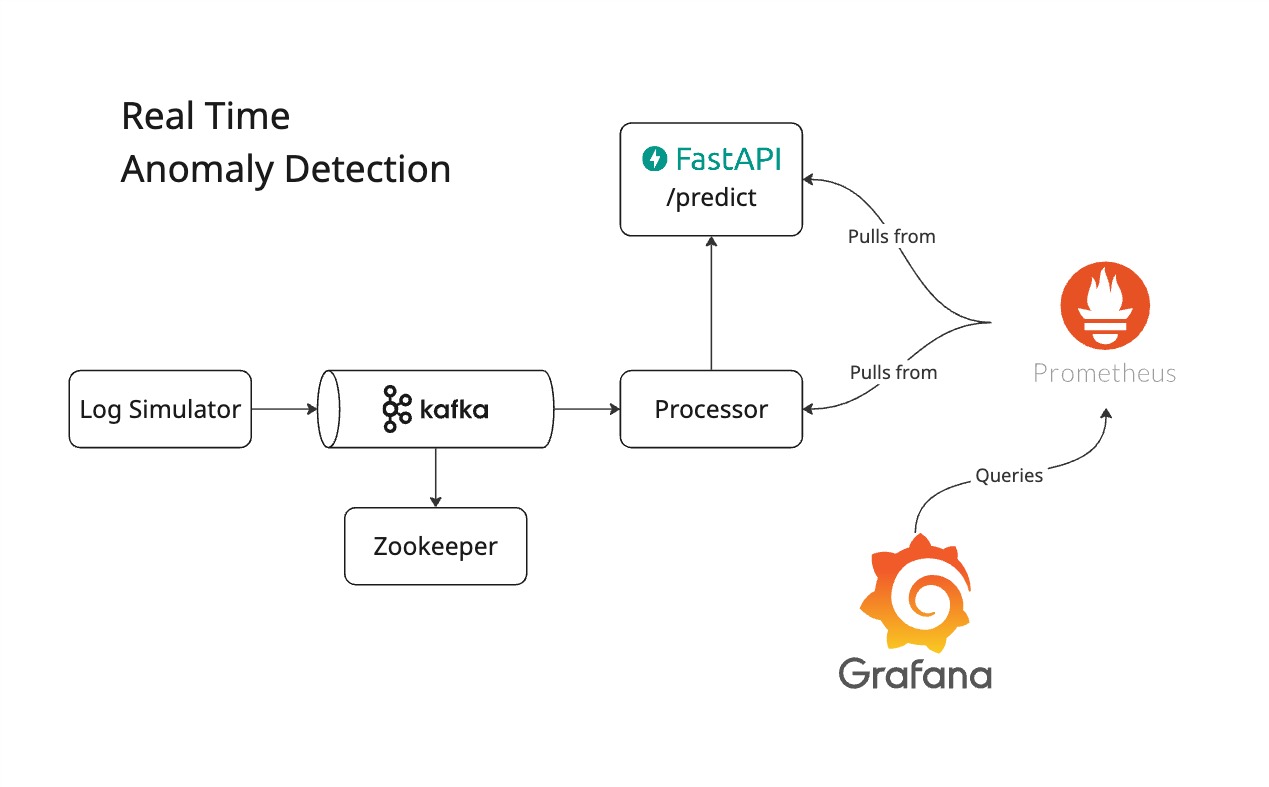 Real Time
Anomaly Detection
FastAPI
/predict
Pulls from
Prometheus
Pulls from
Log Simulator
kafka
Processor
Queries
Zookeeper
Grafana